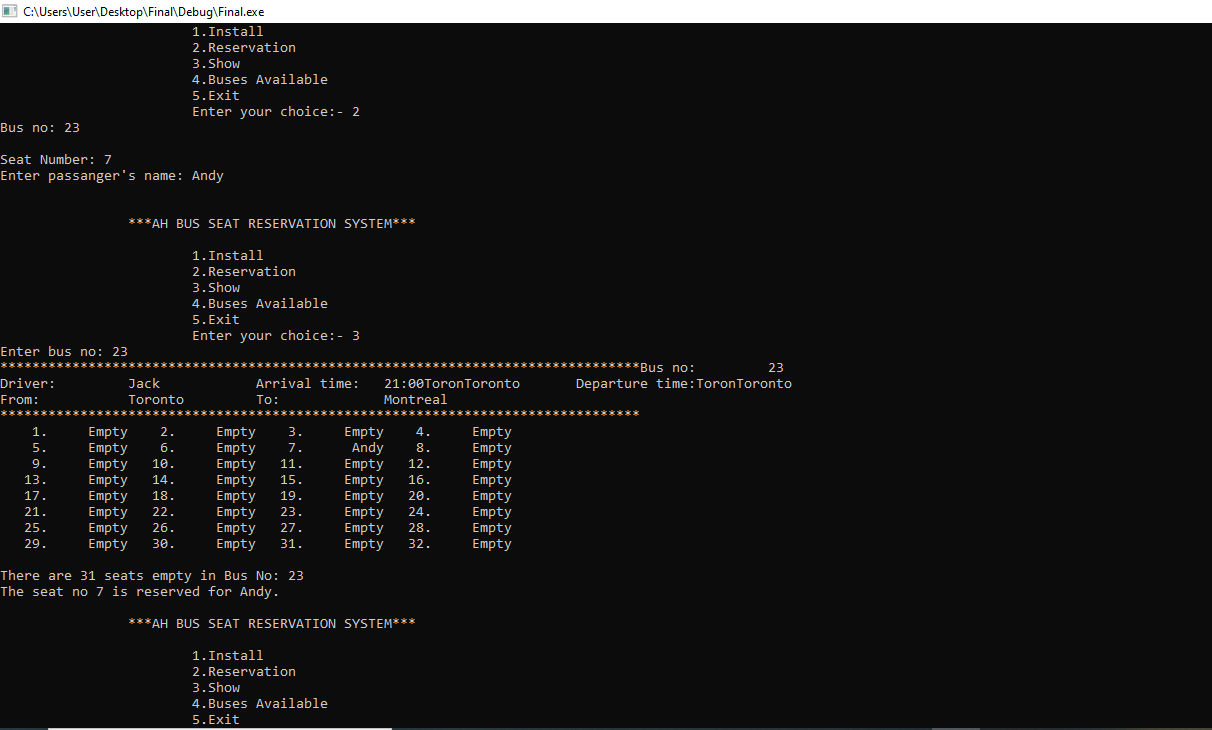 C:\Users\User\Desktop\Final\Debug\Final.exe
1.Install
2.Reservation
3.Show
4.Buses Available
5.Exit
Enter your choice:- 2
Bus no: 23
Seat Number: 7
Enter passanger's name: Andy
***AH BUS SEAT RESERVATION SYSTEM***
1.Install
2.Reservation
3.Show
4.Buses Available
5.Exit
Enter your choice:- 3
Enter bus no: 23
********************************************************************************Bus no: 23
Driver: Jack Arrival time: 21:00ToronToronto Departure time:ToronToronto
From: Toronto To: Montreal
********************************************************************************
1. Empty 2. Empty 3. Empty 4. Empty
5. Empty 6. Empty 7. Andy 8. Empty
9. Empty 10. Empty 11. Empty 12. Empty
13. Empty 14. Empty 15. Empty 16. Empty
17. Empty 18. Empty 19. Empty 20. Empty
21. Empty 22. Empty 23. Empty 24. Empty
25. Empty 26. Empty 27. Empty 28. Empty
29. Empty 30. Empty 31. Empty 32. Empty
There are 31 seats empty in Bus No: 23
The seat no 7 is reserved for Andy.
***AH BUS SEAT RESERVATION SYSTEM***
1.Install
2.Reservation
3.Show
4.Buses Available
5.Exit